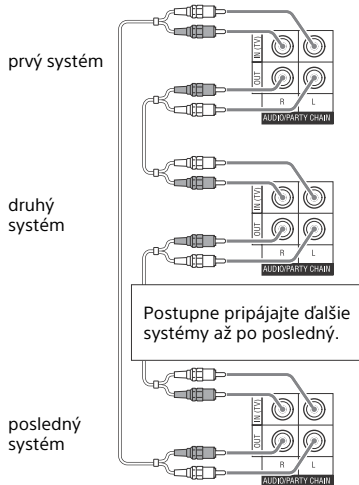 prvý systém
IN (TV)
OUT
R L
AUDIO/PARTY CHAIN
druhý
systém
IN (TV)
OUT
R L
AUDIO/PARTY CHAIN
Postupne pripájajte ďalšie
systémy až po posledný.
posledný
systém
IN (TV)
OUT
R L
AUDIO/PARTY CHAIN